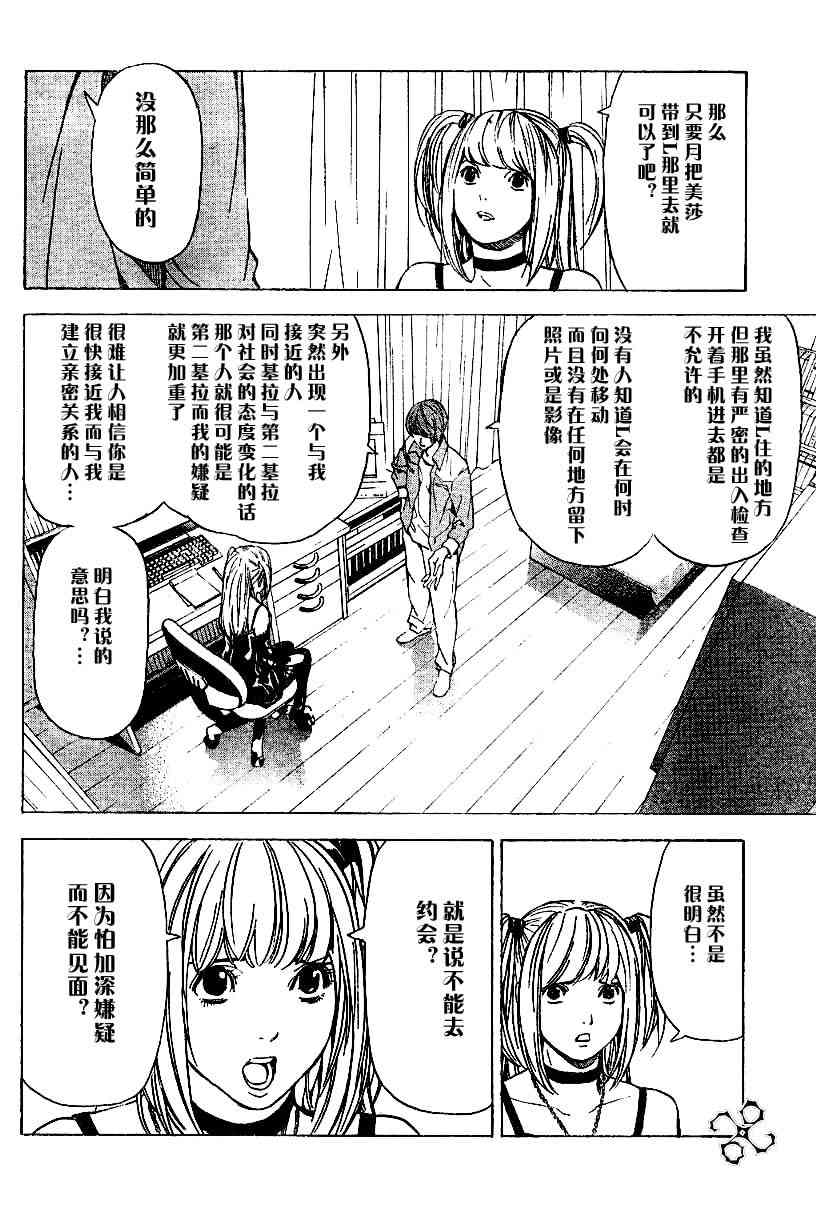 那么
只要月把美莎
带到L那里去就
可以了吧?
没那么简单的
我虽然知道L住的地方
但那里有严密的出入检查
开着手机进去都是
不允许的
没有人知道L会在何时
向何处移动
而且没有在任何地方留下
照片或是影像
另外
突然出现一个与我
接近的人
同时基拉与第二基拉
对社会的态度变化的话
那个人就很可能是
第二基拉而我的嫌疑
就更加重了
很难让人相信你是
很快接近我而与我
建立亲密关系的人…
明白我说的
意思吗?…
虽然不是
很明白…
就是说不能去
约会?
因为怕加深嫌疑
而不能见面?